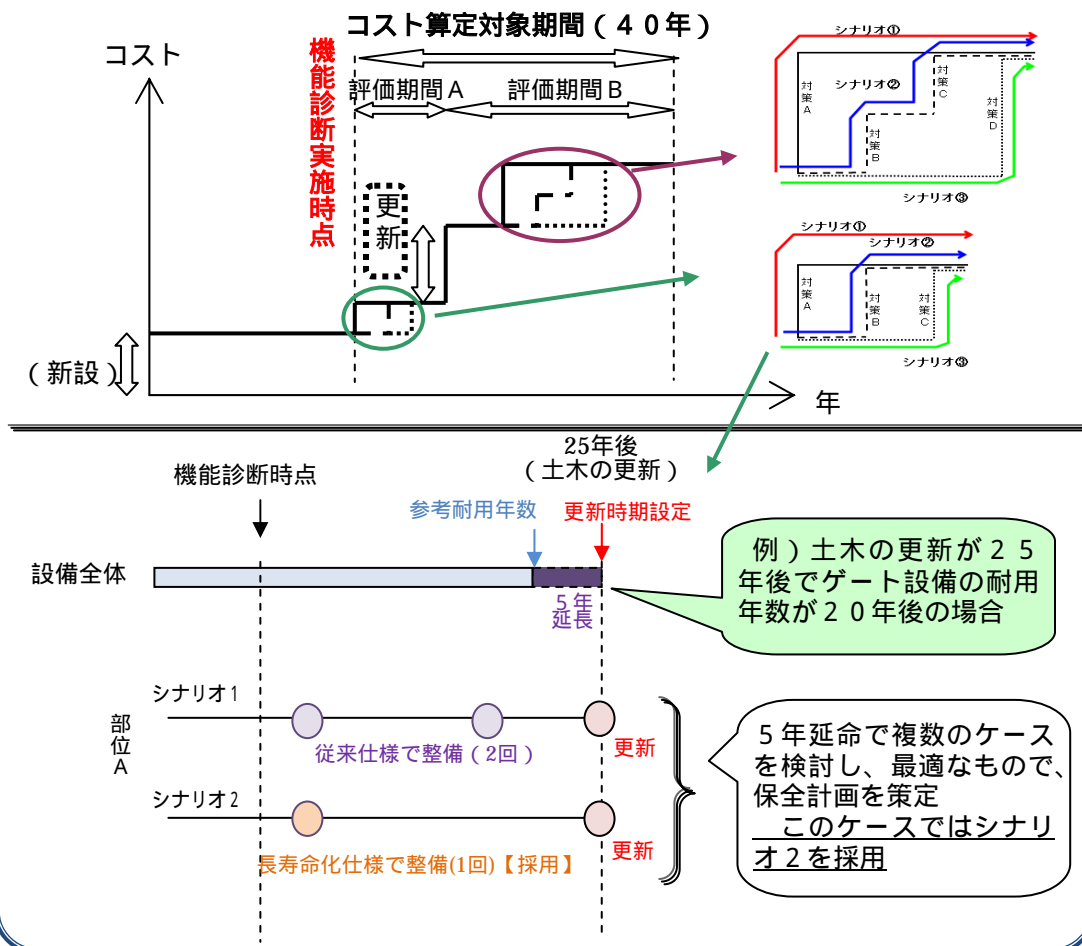 コスト算定対象期間（４０年）
コスト
機能診断実施時点
評価期間Ａ
評価期間Ｂ
更新
（新設）
年
シナリオ①
シナリオ②
対策A
対策B
対策C
対策D
シナリオ③
シナリオ①
シナリオ②
対策A
対策B
対策C
シナリオ③
25年後
（土木の更新）
機能診断時点
参考耐用年数
更新時期設定
設備全体
５年
延長
例）土木の更新が２５
年後でゲート設備の耐用
年数が２０年後の場合
部位Ａ
シナリオ1
従来仕様で整備（2回）
更新
シナリオ2
長寿命化仕様で整備(1回)【採用】
更新
５年延命で複数のケース
を検討し、最適なもので、
保全計画を策定
このケースではシナリ
オ２を採用